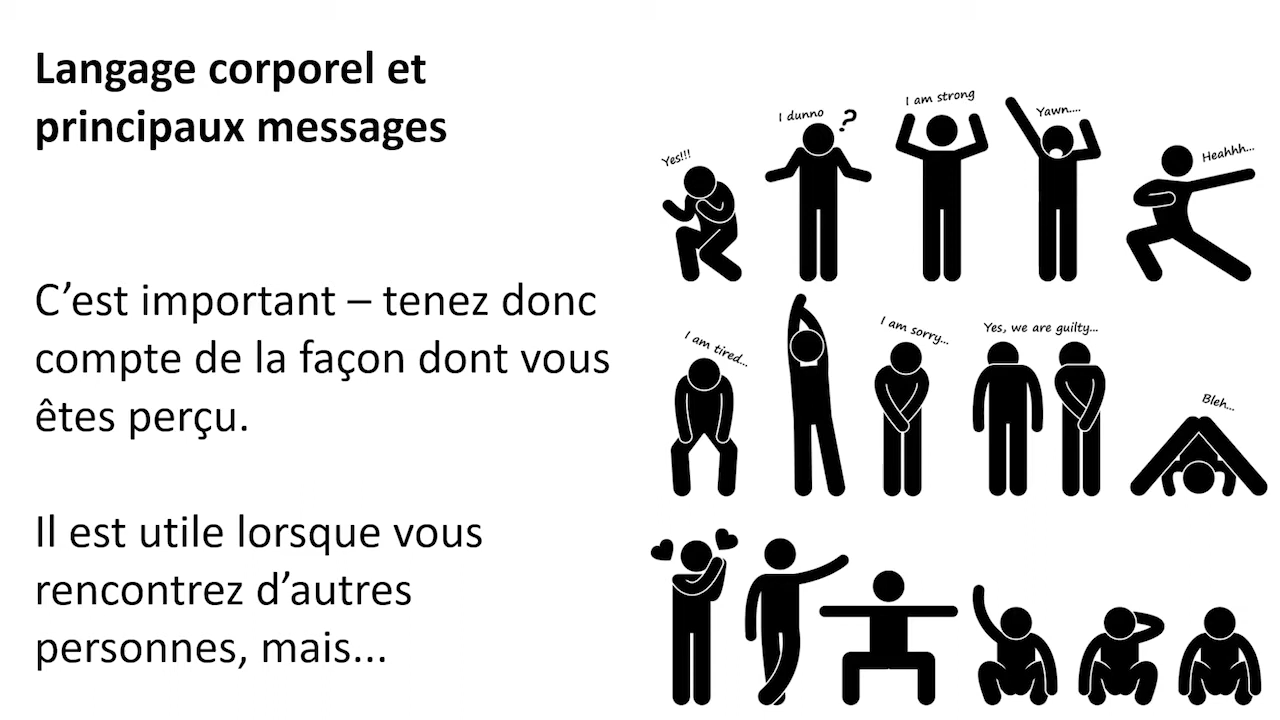 Langage corporel et
principaux messages
C’est important – tenez donc
compte de la façon dont vous
êtes perçu.
Il est utile lorsque vous
rencontrez d’autres
personnes, mais...
Yes!!!
I dunno
?
I am strong
Yawn....
Heahhh...
I am tired...
I am sorry...
Yes, we are guilty...
Bleh...